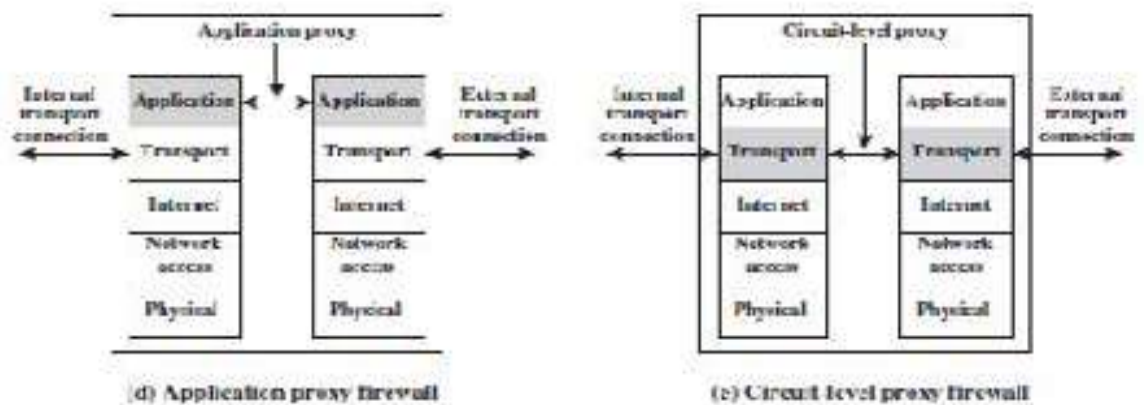 Application proxy
Internal
transport
connection
Application
Transport
Internet
Network
access
Physical
Application
Transport
Internet
Network
access
Physical
External
transport
connection
(d) Application proxy firewall
Circuit-level proxy
Internal
transport
connection
Application
Transport
Internet
Network
access
Physical
Application
Transport
Internet
Network
access
Physical
External
transport
connection
(e) Circuit-level proxy firewall